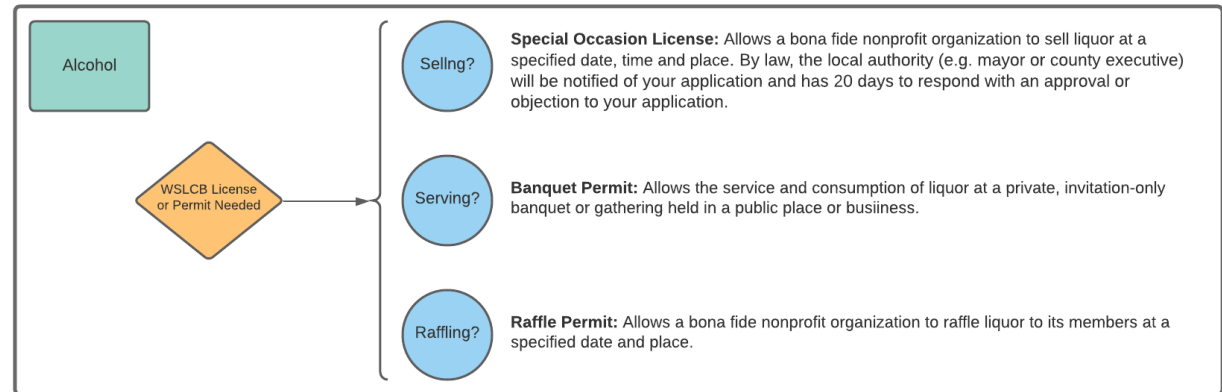 Alcohol
Sellng?
Special Occasion License: Allows a bona fide nonprofit organization to sell liquor at a
specified date, time and place. By law, the local authority (e.g. mayor or county executive)
will be notified of your application and has 20 days to respond with an approval or
objection to your application.
WSLCB License
or Permit Needed
Serving?
Banquet Permit: Allows the service and consumption of liquor at a private, invitation-only
banquet or gathering held in a public place or busiiness.
Raffling?
Raffle Permit: Allows a bona fide nonprofit organization to raffle liquor to its members at a
specified date and place.